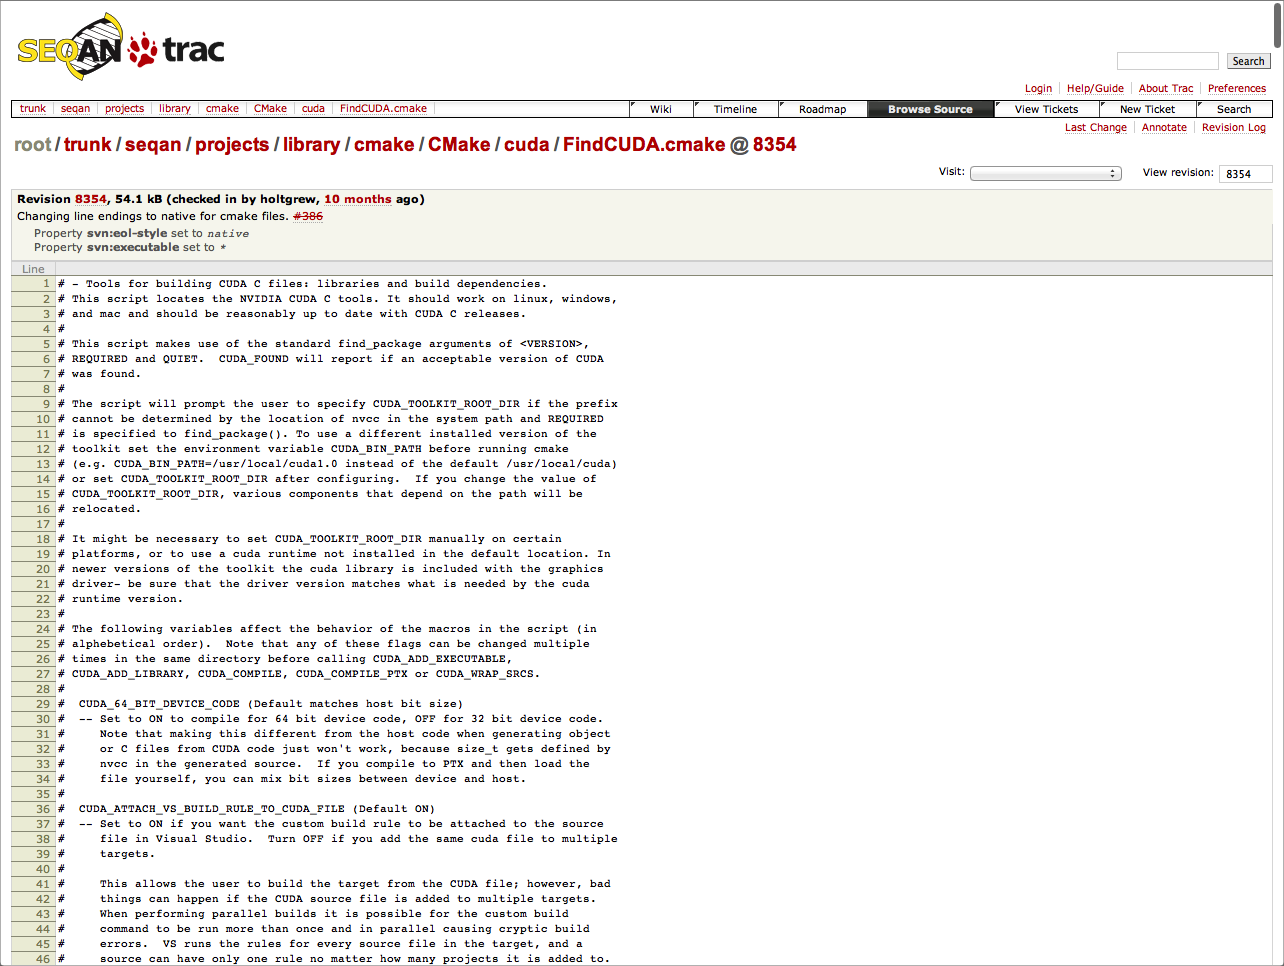 SEQAN trac
Search
Login Help/Guide About Trac Preferences
trunk seqan projects library cmake CMake cuda FindCUDA.cmake Wiki Timeline Roadmap Browse Source View Tickets New Ticket Search
Last Change Annotate Revision Log
root / trunk / seqan / projects / library / cmake / CMake / cuda / FindCUDA.cmake @ 8354
Visit: View revision: 8354
Revision 8354, 54.1 kB (checked in by holtgrew, 10 months ago)
Changing line endings to native for cmake files. #386
Property svn:eol-style set to native
Property svn:executable set to *
Line
1 # - Tools for building CUDA C files: libraries and build dependencies.
2 # This script locates the NVIDIA CUDA C tools. It should work on linux, windows,
3 # and mac and should be reasonably up to date with CUDA C releases.
4 #
5 # This script makes use of the standard find_package arguments of <VERSION>,
6 # REQUIRED and QUIET.  CUDA_FOUND will report if an acceptable version of CUDA
7 # was found.
8 #
9 # The script will prompt the user to specify CUDA_TOOLKIT_ROOT_DIR if the prefix
10 # cannot be determined by the location of nvcc in the system path and REQUIRED
11 # is specified to find_package(). To use a different installed version of the
12 # toolkit set the environment variable CUDA_BIN_PATH before running cmake
13 # (e.g. CUDA_BIN_PATH=/usr/local/cuda1.0 instead of the default /usr/local/cuda)
14 # or set CUDA_TOOLKIT_ROOT_DIR after configuring.  If you change the value of
15 # CUDA_TOOLKIT_ROOT_DIR, various components that depend on the path will be
16 # relocated.
17 #
18 # It might be necessary to set CUDA_TOOLKIT_ROOT_DIR manually on certain
19 # platforms, or to use a cuda runtime not installed in the default location. In
20 # newer versions of the toolkit the cuda library is included with the graphics
21 # driver- be sure that the driver version matches what is needed by the cuda
22 # runtime version.
23 #
24 # The following variables affect the behavior of the macros in the script (in
25 # alphebetical order).  Note that any of these flags can be changed multiple
26 # times in the same directory before calling CUDA_ADD_EXECUTABLE,
27 # CUDA_ADD_LIBRARY, CUDA_COMPILE, CUDA_COMPILE_PTX or CUDA_WRAP_SRCS.
28 #
29 #  CUDA_64_BIT_DEVICE_CODE (Default matches host bit size)
30 #  -- Set to ON to compile for 64 bit device code, OFF for 32 bit device code.
31 #     Note that making this different from the host code when generating object
32 #     or C files from CUDA code just won't work, because size_t gets defined by
33 #     nvcc in the generated source.  If you compile to PTX and then load the
34 #     file yourself, you can mix bit sizes between device and host.
35 #
36 #  CUDA_ATTACH_VS_BUILD_RULE_TO_CUDA_FILE (Default ON)
37 #  -- Set to ON if you want the custom build rule to be attached to the source
38 #     file in Visual Studio.  Turn OFF if you add the same cuda file to multiple
39 #     targets.
40 #
41 #     This allows the user to build the target from the CUDA file; however, bad
42 #     things can happen if the CUDA source file is added to multiple targets.
43 #     When performing parallel builds it is possible for the custom build
44 #     command to be run more than once and in parallel causing cryptic build
45 #     errors.  VS runs the rules for every source file in the target, and a
46 #     source can have only one rule no matter how many projects it is added to.